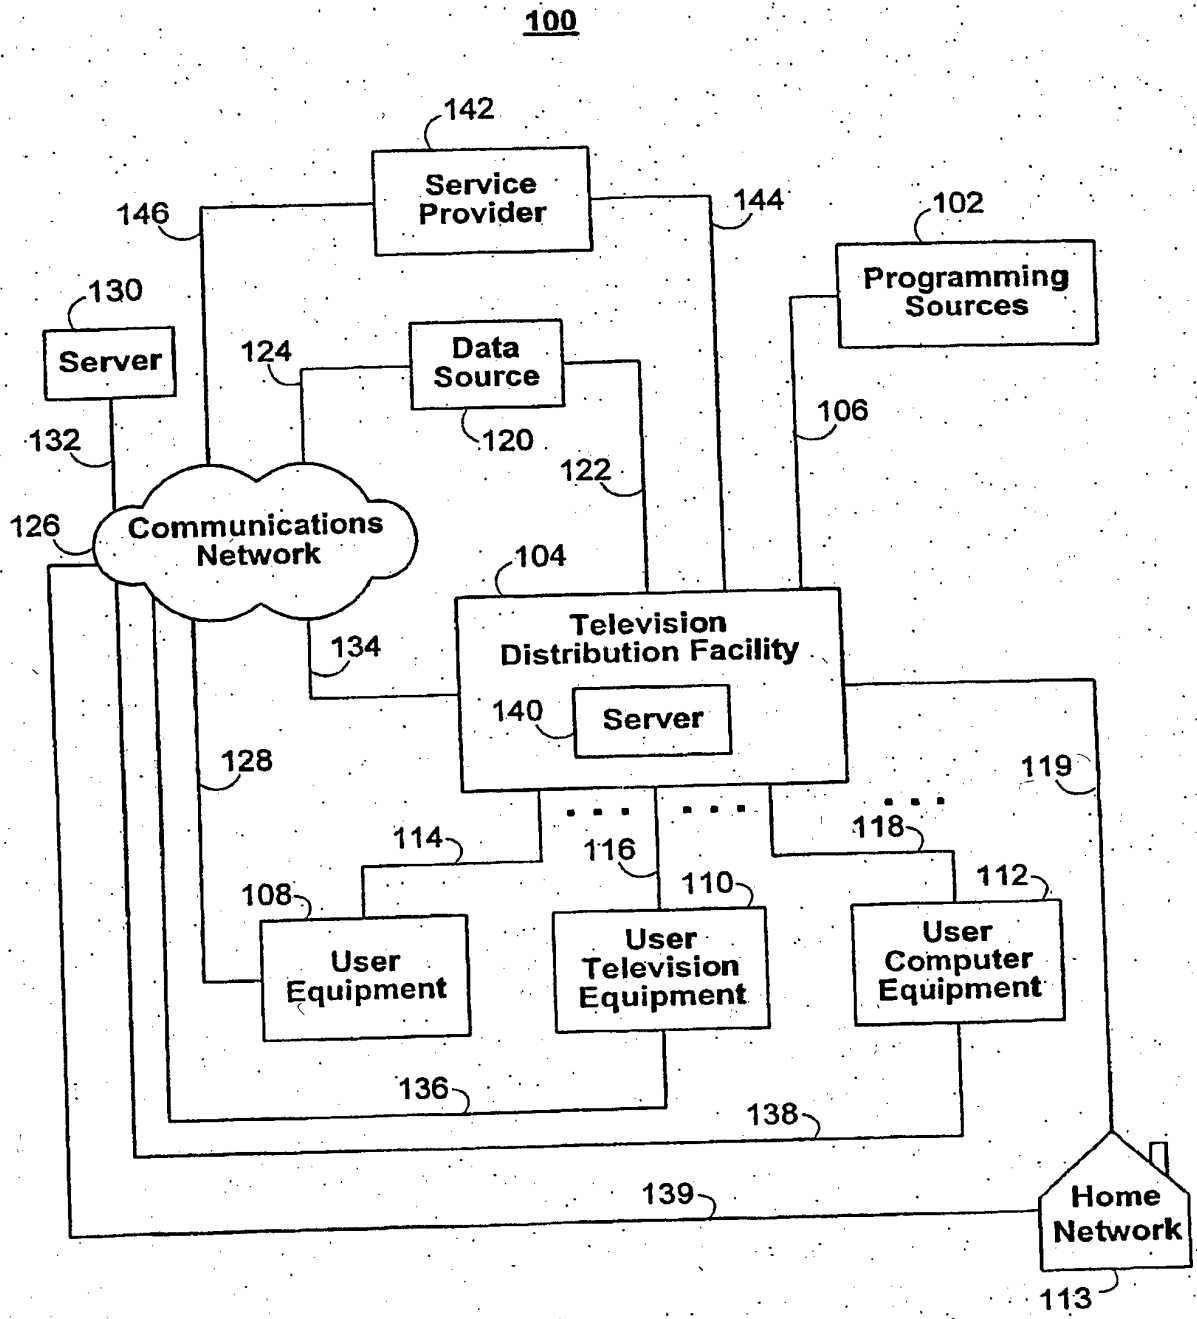 100
142
Service
Provider
146
144
102
Programming
Sources
130
Server
124
Data
Source
120
106
132
122
126
Communications
Network
104
Television
Distribution Facility
134
140
Server
128
119
114
116
118
108
110
112
User
Equipment
User
Television
Equipment
User
Computer
Equipment
136
138
139
Home
Network
113